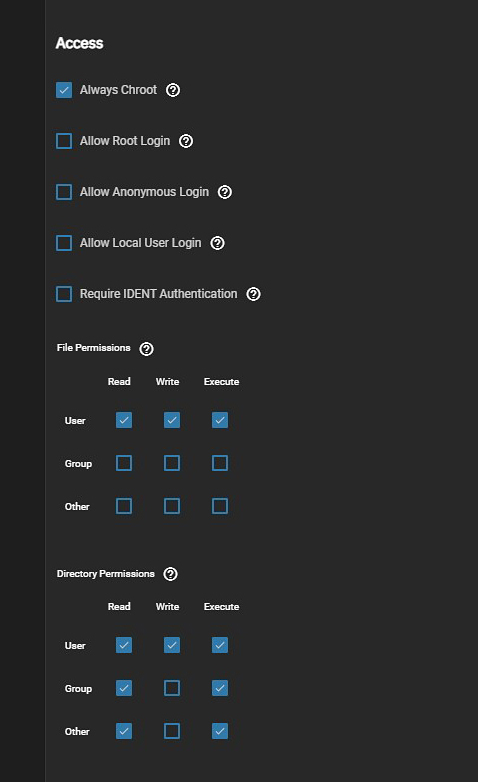 Access
Always Chroot
Allow Root Login
Allow Anonymous Login
Allow Local User Login
Require IDENT Authentication
File Permissions
Read Write Execute
User
Group
Other
Directory Permissions
Read Write Execute
User
Group
Other